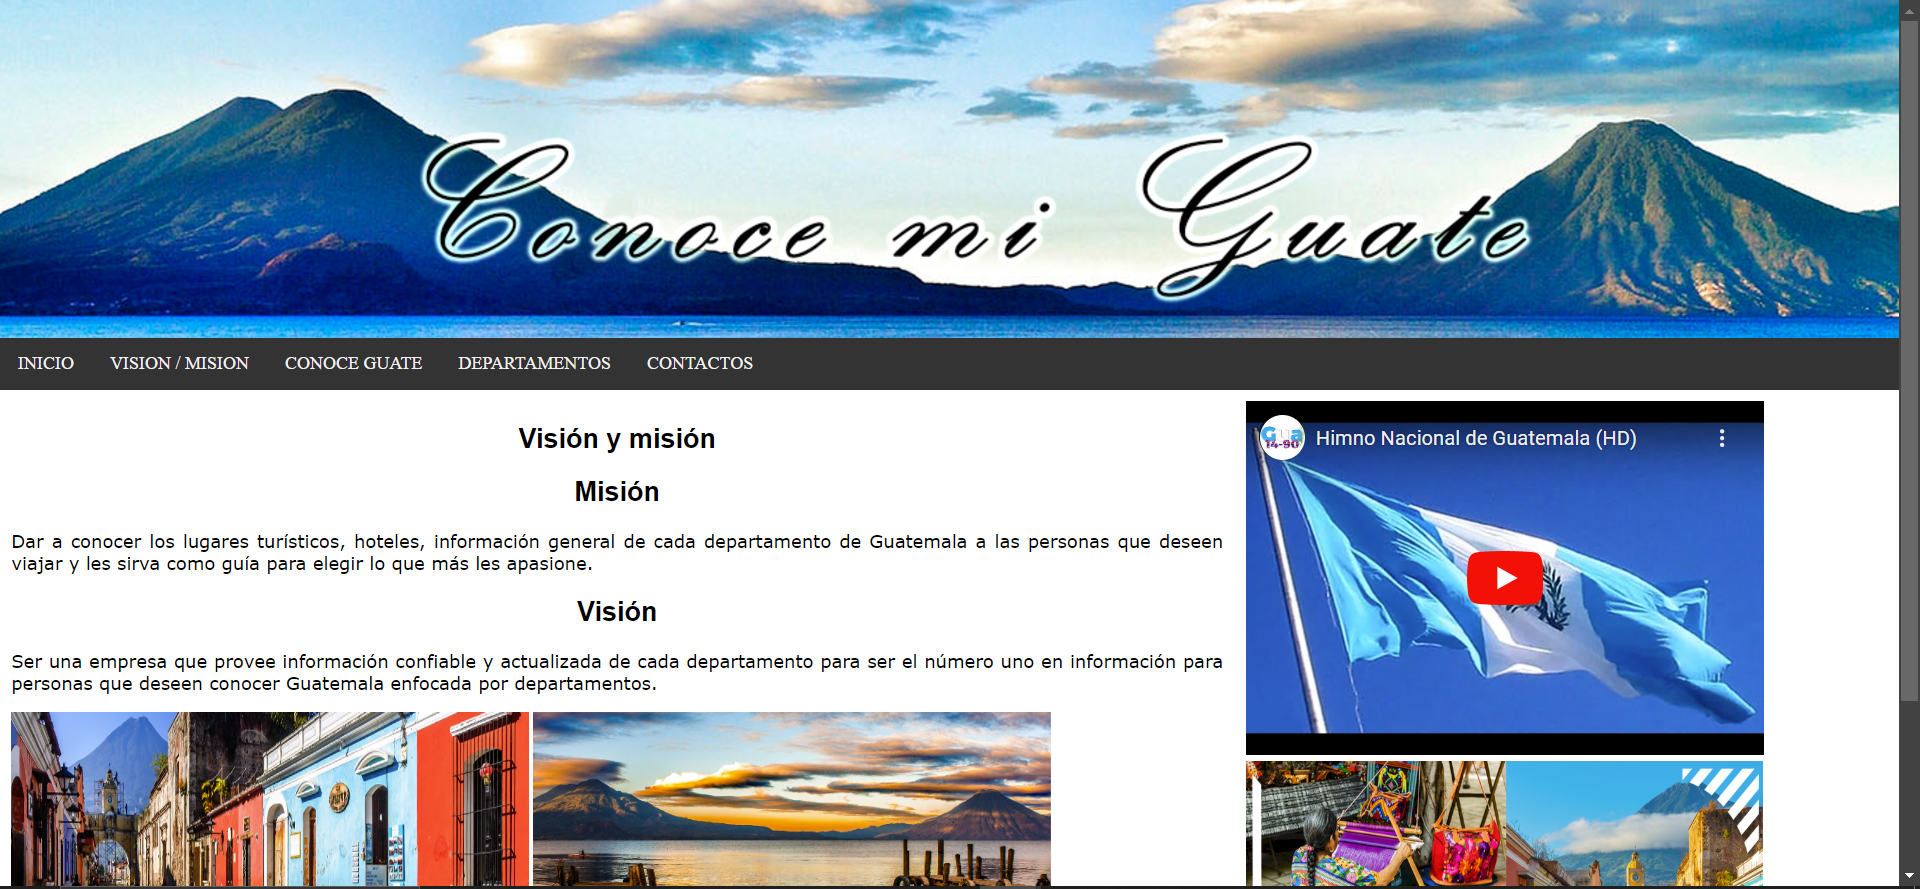 Conoce mi Guate
INICIO VISION / MISION CONOCE GUATE DEPARTAMENTOS CONTACTOS
Visión y misión
Misión
Dar a conocer los lugares turísticos, hoteles, información general de cada departamento de Guatemala a las personas que deseen
viajar y les sirva como guía para elegir lo que más les apasione.
Visión
Ser una empresa que provee información confiable y actualizada de cada departamento para ser el número uno en información para
personas que deseen conocer Guatemala enfocada por departamentos.
Gua
14-90
Himno Nacional de Guatemala (HD)